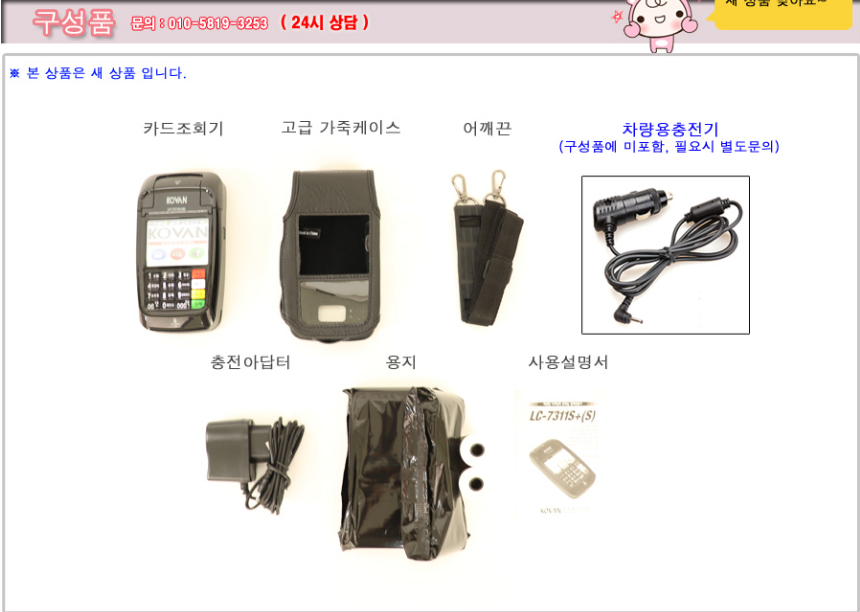 구성품 문의 : 010-5819-3253 ( 24시 상담 )
새 상품 맞아요~
※ 본 상품은 새 상품 입니다.
카드조회기 고급 가죽케이스 어깨끈 차량용충전기
(구성품에 미포함, 필요시 별도문의)
KOVAN
KOVAN
충전아답터 용지 사용설명서
LC-7311S+(S)
KOVAN